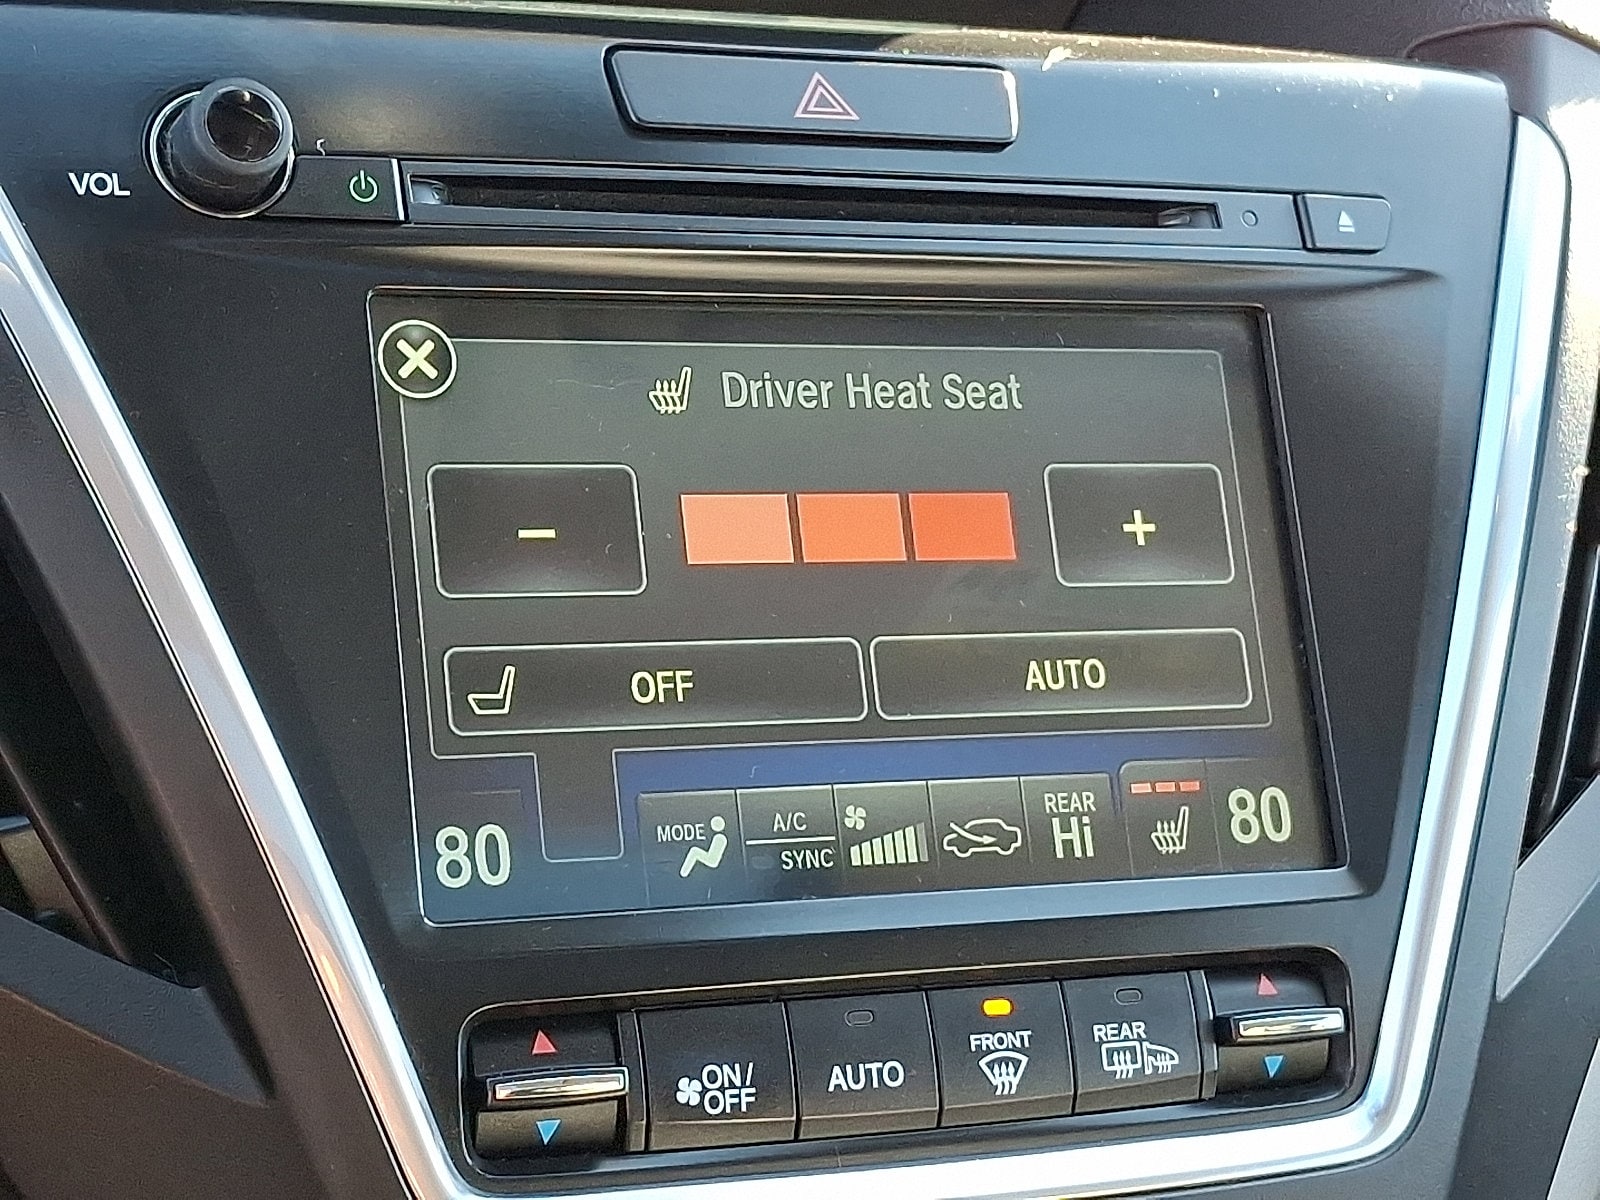 VOL
Driver Heat Seat
− +
OFF
AUTO
80
MODE
A/C
SYNC
REAR
Hi
80
ON/
OFF
AUTO
FRONT
REAR